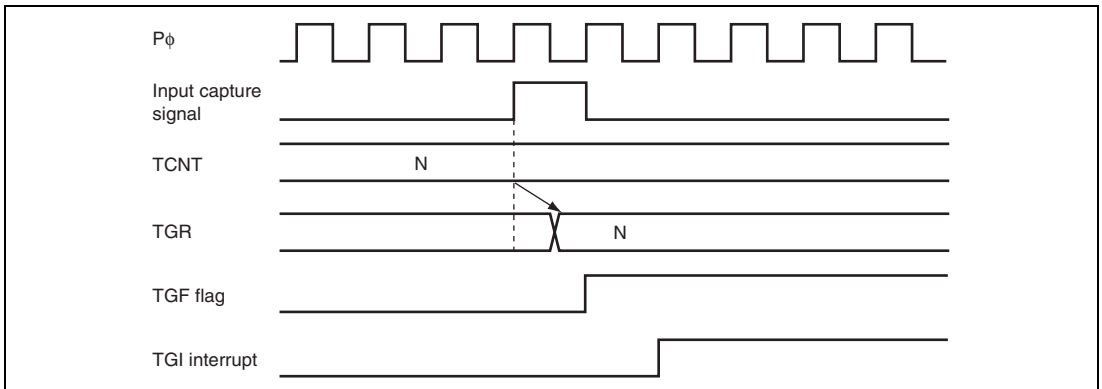 Pϕ
Input capture
signal
TCNT
N
TGR
N
TGF flag
TGI interrupt